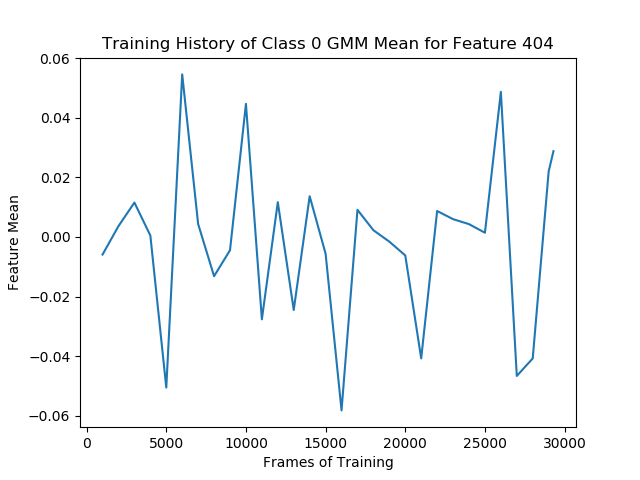 Training History of Class 0 GMM Mean for Feature 404
0.06
0.04
0.02
0.00
−0.02
−0.04
−0.06
Feature Mean
0 5000 10000 15000 20000 25000 30000
Frames of Training